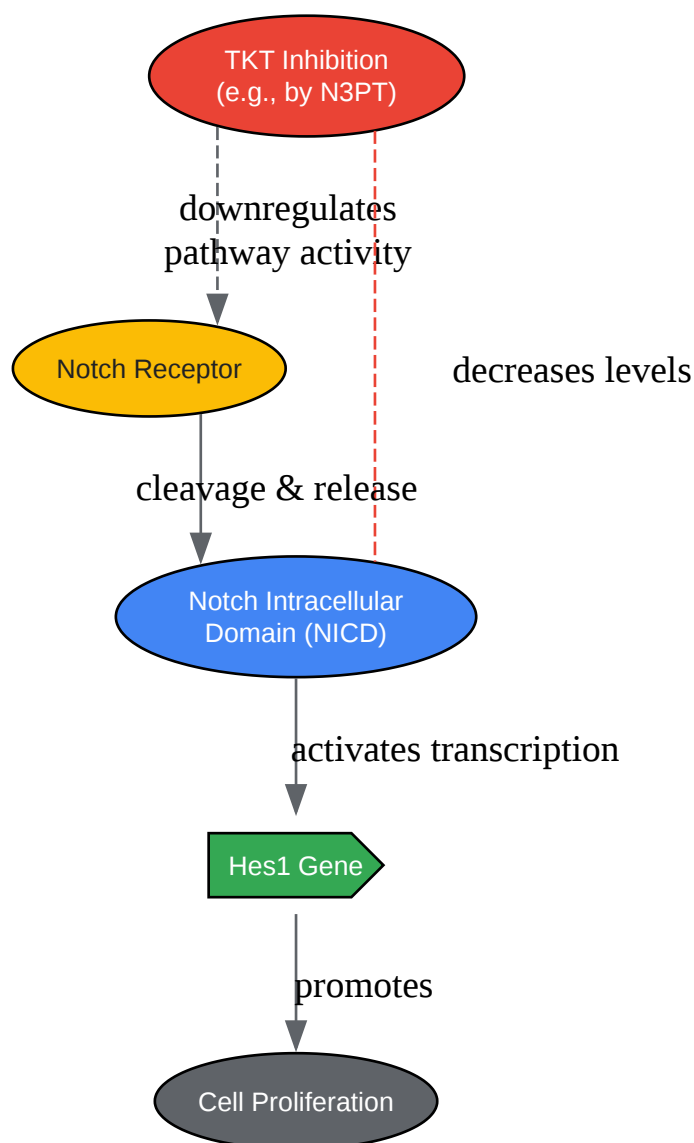 TKT Inhibition
(e.g., by N3PT)
downregulates
pathway activity
Notch Receptor
decreases levels
cleavage & release
Notch Intracellular
Domain (NICD)
activates transcription
Hes1 Gene
promotes
Cell Proliferation